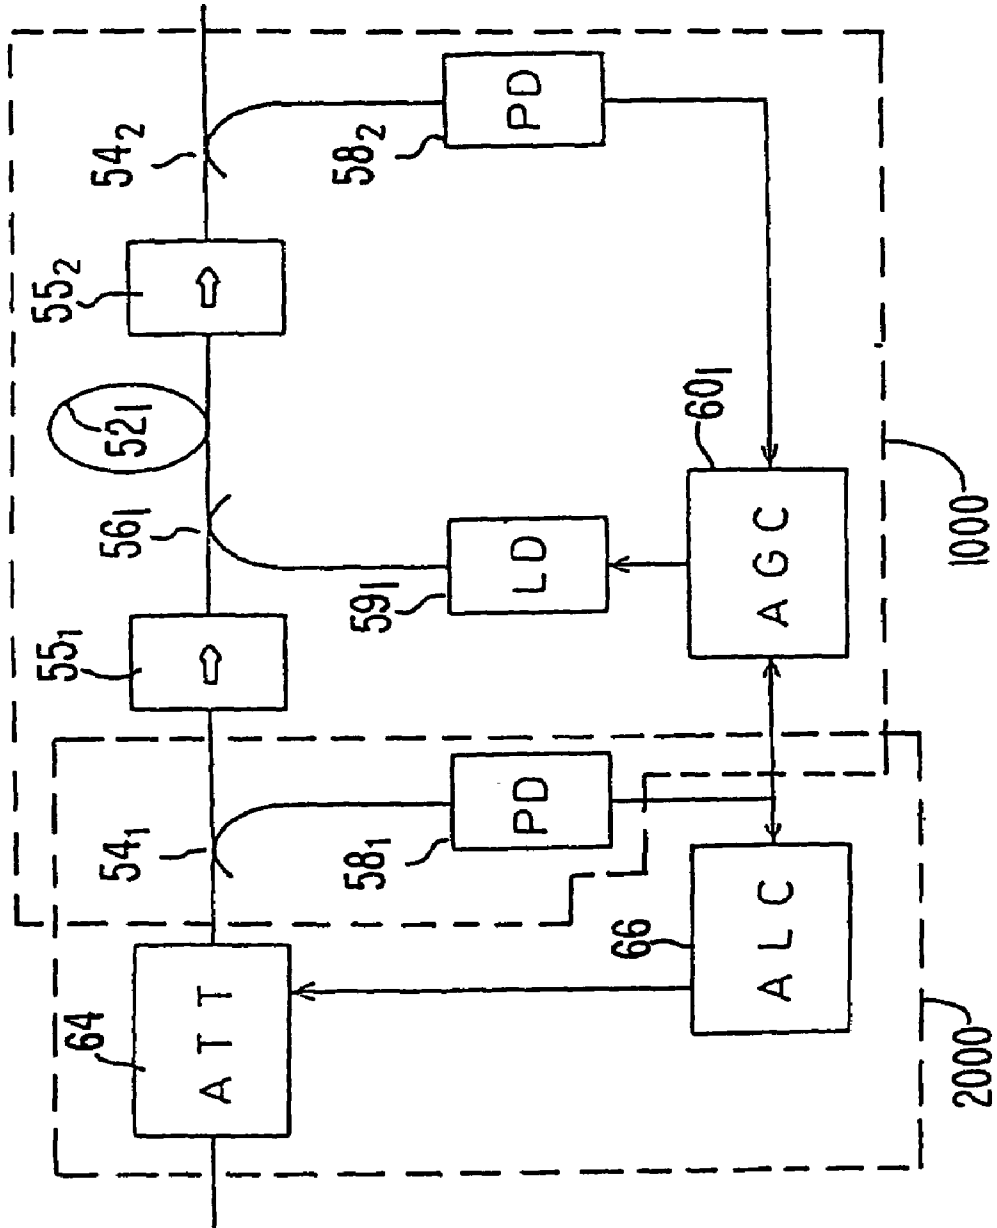 64
ATT
54₁
55₁
56₁
52₁
55₂
54₂
58₁
PD
59₁
LD
58₂
PD
66
ALC
60₁
AGC
2000
1000